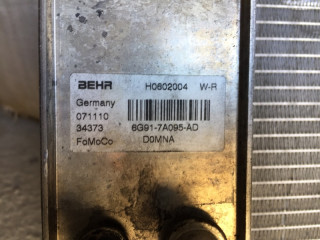 BEHR H0602004 W-R
Germany
071110
34373 6G91-7A095-AD
FoMoCo D0MNA